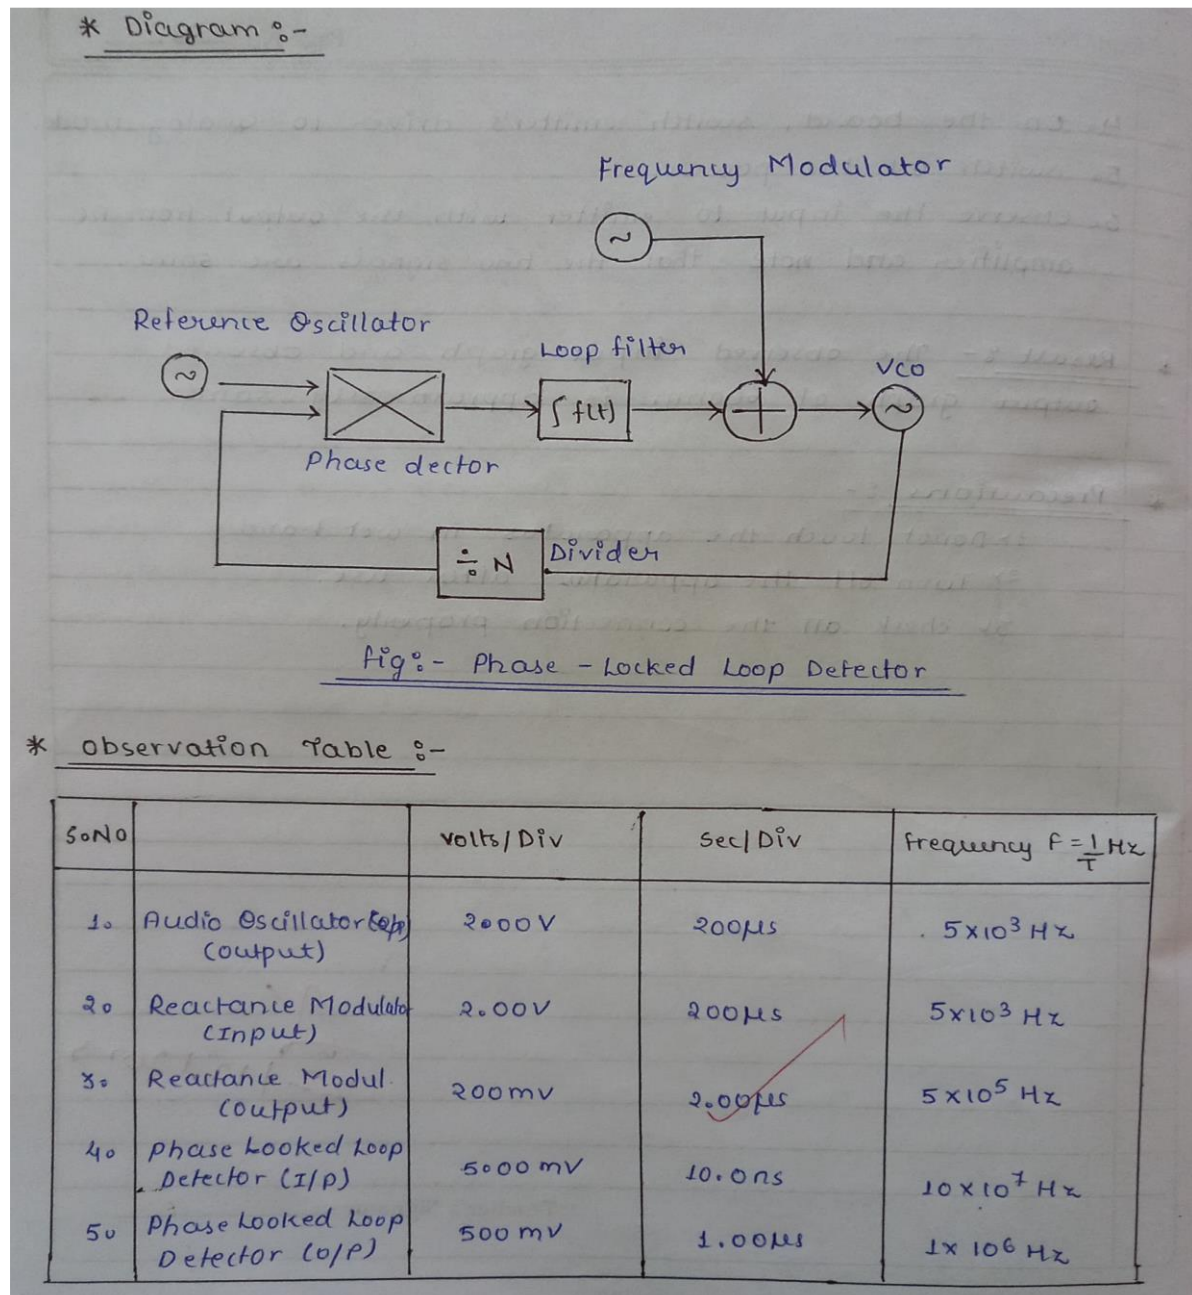 * Diagram :-
Frequency Modulator
Reference Oscillator
Loop filter
VCO
∫ f(t)
Phase dector
÷ N
Divider
fig:- Phase - Locked Loop Detector
* Observation Table :-
S.NO
Volts/Div
Sec/Div
frequency F = 1/T Hz
1. Audio Oscillator
(output)
2.00V
200μs
5x10³ Hz
2. Reactance Modulator
(Input)
2.00V
200μs
5x10³ Hz
3. Reactance Modul.
(output)
200mv
2.00μs
5x10⁵ Hz
4. Phase Looked Loop
Detector (I/P)
50.00 mV
10.0ns
10x10⁷ Hz
5. Phase Looked Loop
Detector (O/P)
500 mV
1.00μs
1x 10⁶ Hz